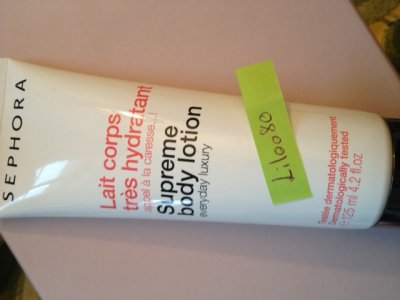 SEPHORA
Lait corps
très hydratant
appel à la caresse...!
Supreme
body lotion
everyday luxury
L:10080
Testée dermatologiquement
Dermatologically tested
℮ 125 ml 4.2 fl.oz